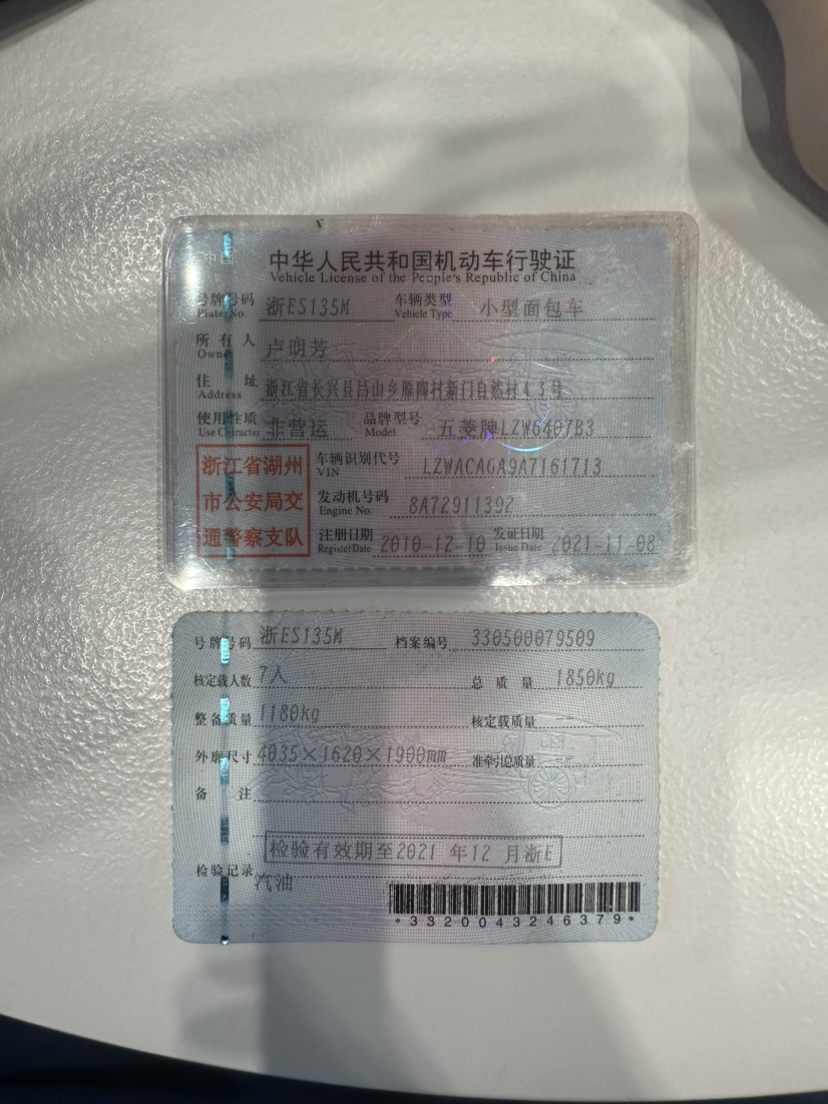 中华人民共和国机动车行驶证
Vehicle License of the People's Republic of China
号牌号码 浙ES135M 车辆类型 小型面包车
Plate No. Vehicle Type
所有人 卢明芳
Owner
住址 浙江省长兴县吕山乡雁陶村新门自然村43号
Address
使用性质 非营运 品牌型号 五菱牌LZW6407B3
Use Character Model
浙江省湖州
市公安局交
通警察支队
车辆识别代号 LZWACAGA9A7161713
VIN
发动机号码 8A72911392
Engine No.
注册日期 2010-12-10 发证日期 2021-11-08
Register Date Issue Date
号牌号码 浙ES135M 档案编号 330500079509
核定载人数 7人 总质量 1850kg
整备质量 1180kg 核定载质量
外廓尺寸 4035×1620×1900mm 准牵引总质量
备注
检验有效期至2021年12月浙E
检验记录
汽油
*3320043246379*